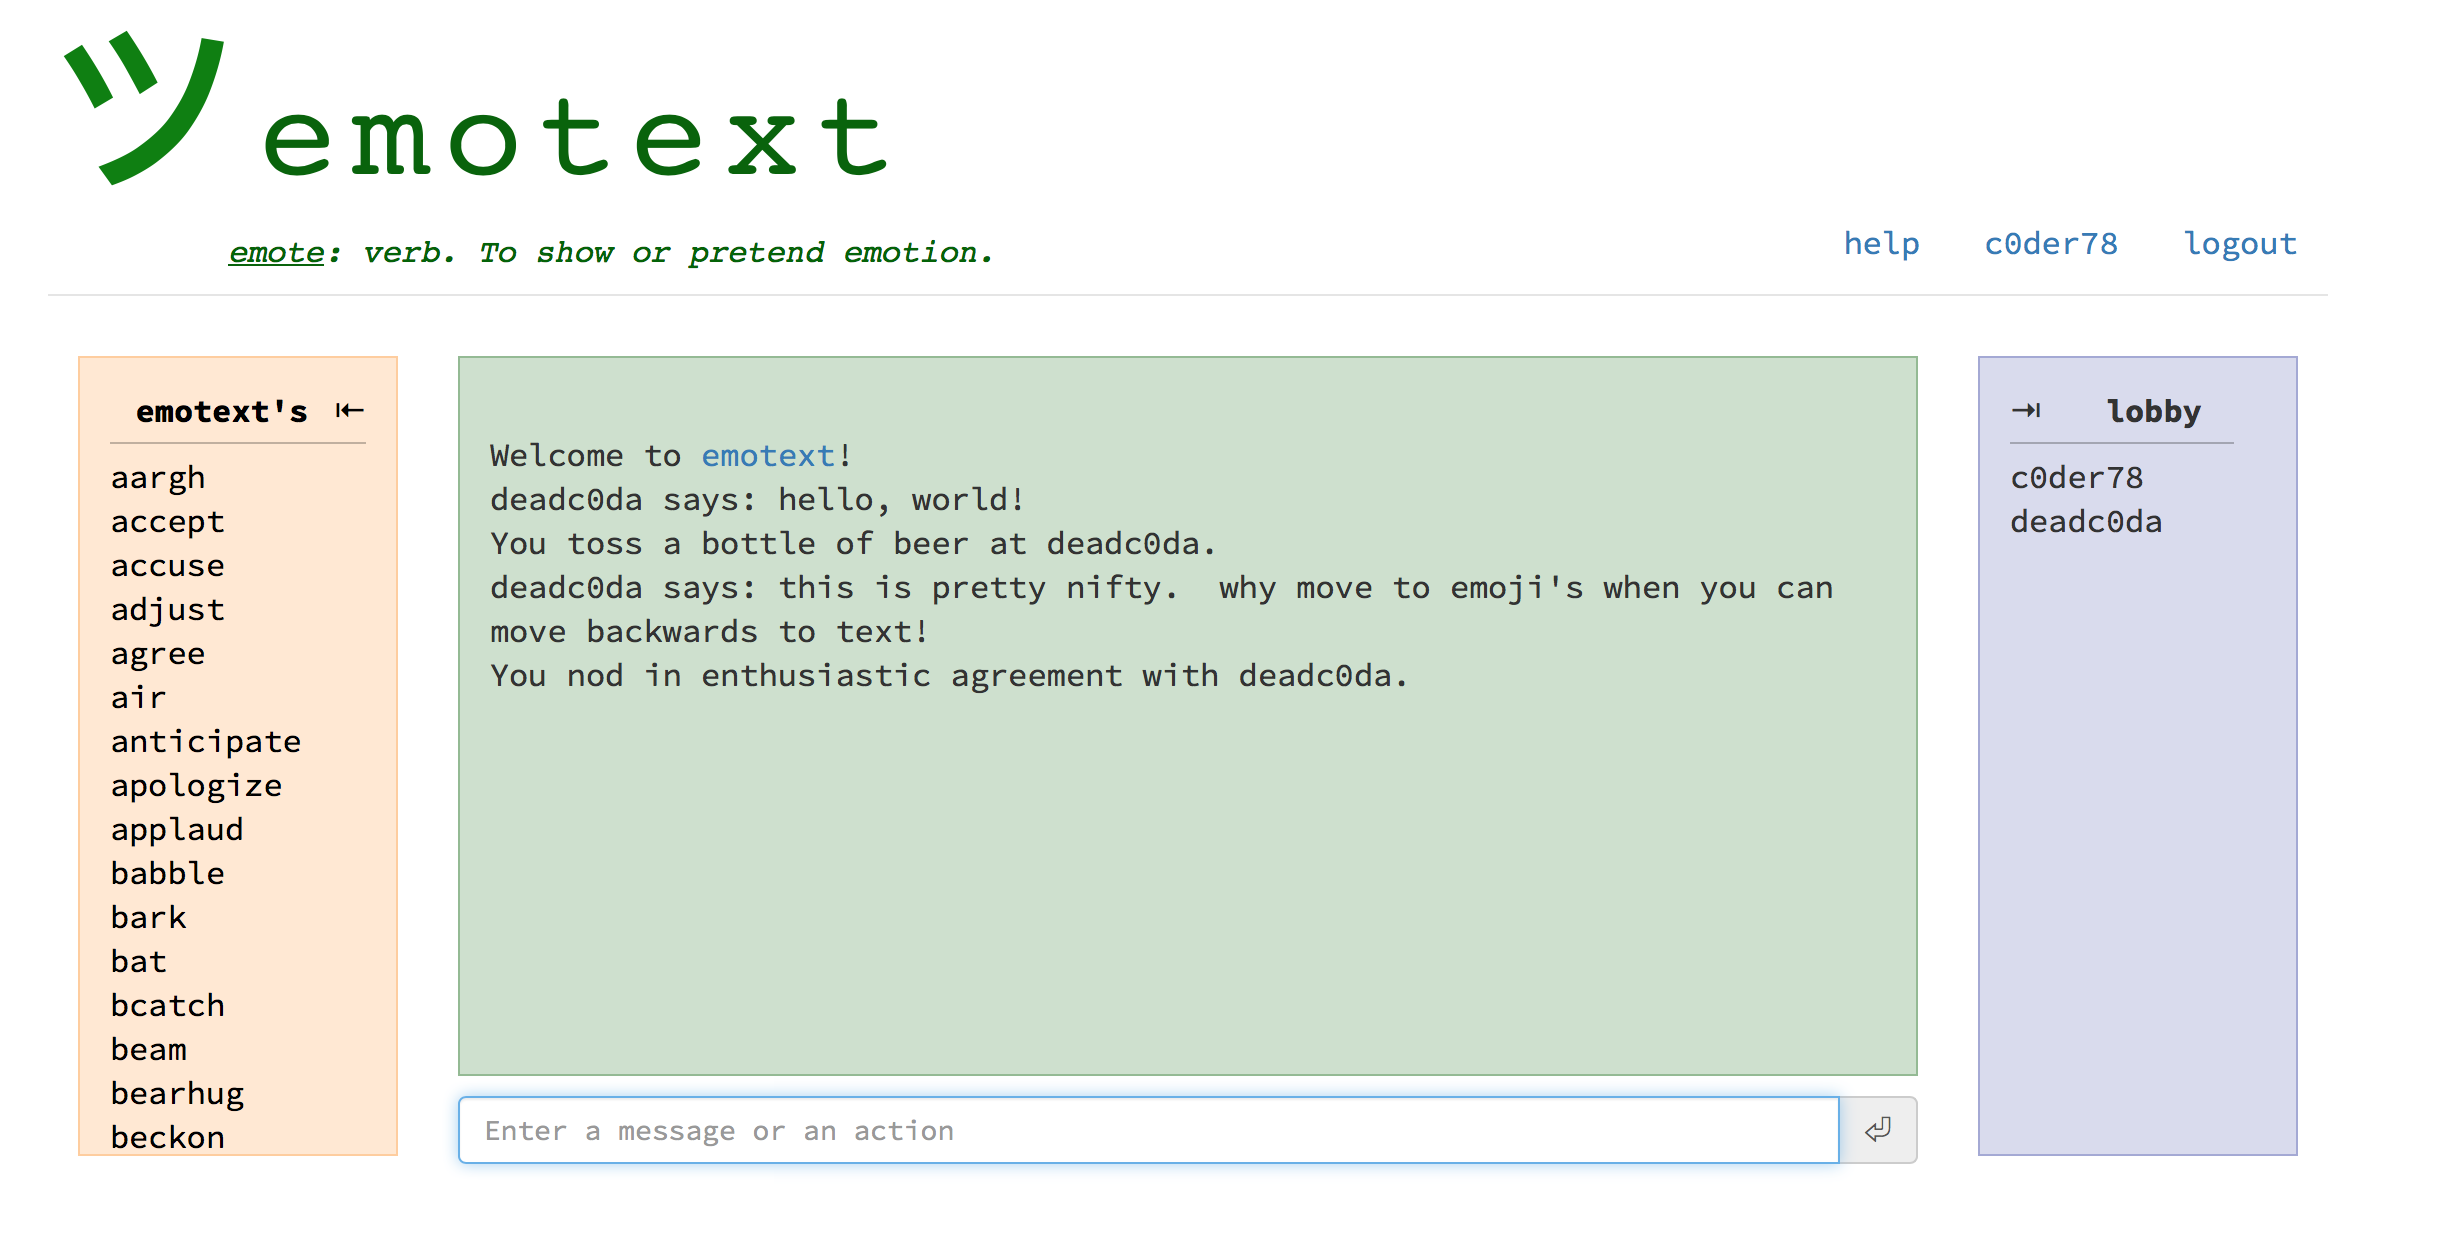 ツ emotext
emote: verb. To show or pretend emotion.
help c0der78 logout
emotext's ⇤
aargh
accept
accuse
adjust
agree
air
anticipate
apologize
applaud
babble
bark
bat
bcatch
beam
bearhug
beckon
Welcome to emotext!
deadc0da says: hello, world!
You toss a bottle of beer at deadc0da.
deadc0da says: this is pretty nifty.  why move to emoji's when you can
move backwards to text!
You nod in enthusiastic agreement with deadc0da.
Enter a message or an action
⇥ lobby
c0der78
deadc0da